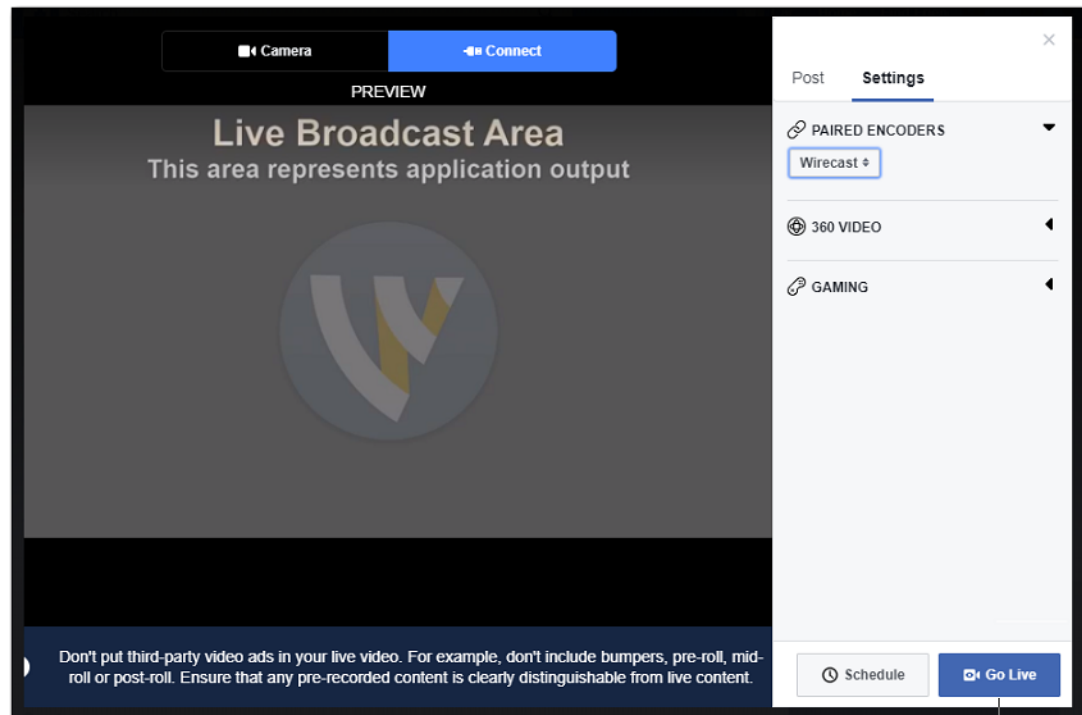 Camera
Connect
PREVIEW
Live Broadcast Area
This area represents application output
Don't put third-party video ads in your live video. For example, don't include bumpers, pre-roll, mid-
roll or post-roll. Ensure that any pre-recorded content is clearly distinguishable from live content.
Post
Settings
PAIRED ENCODERS
Wirecast
360 VIDEO
GAMING
Schedule
Go Live